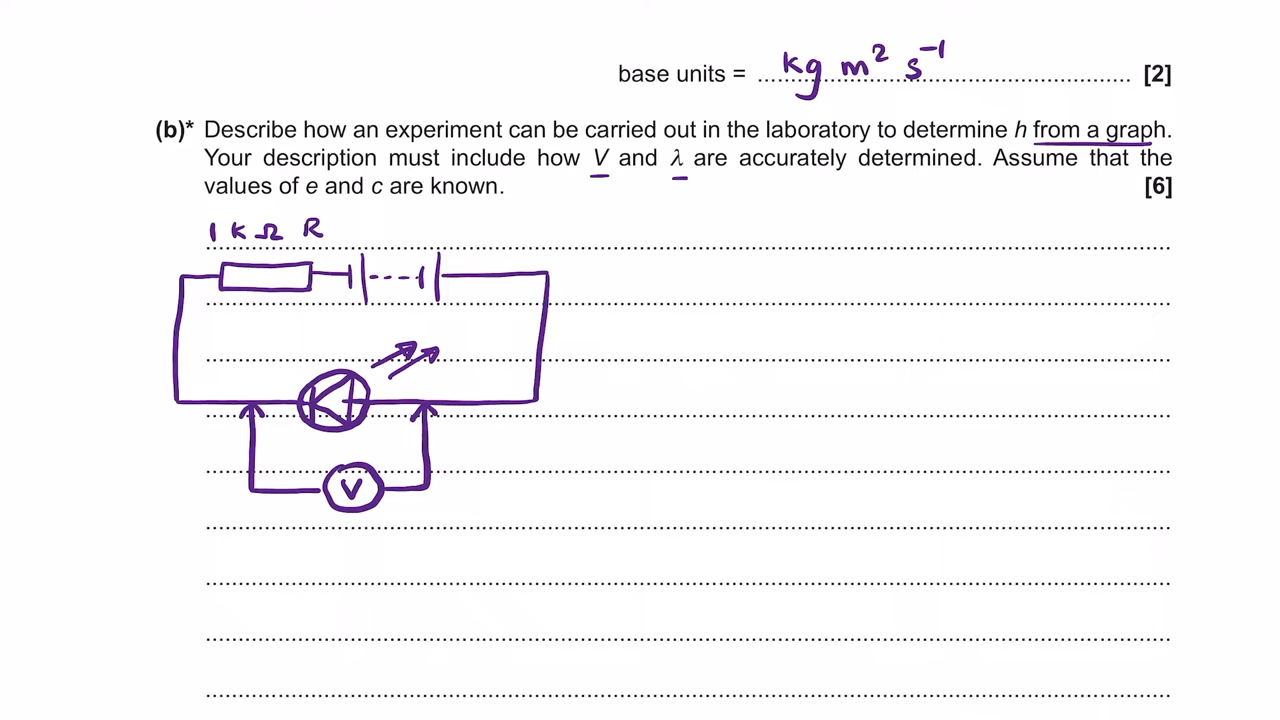 base units = kg m² s⁻¹ [2]
(b)* Describe how an experiment can be carried out in the laboratory to determine h from a graph.
Your description must include how V and λ are accurately determined. Assume that the
values of e and c are known. [6]
1 k Ω R
V